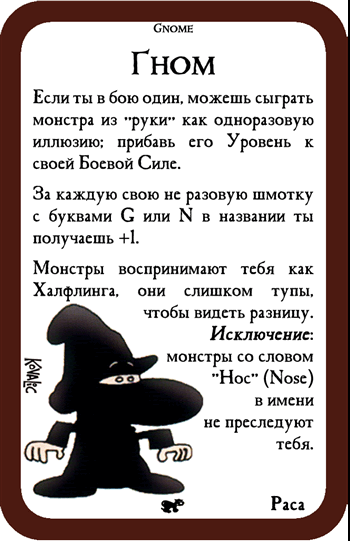 Gnome
Гном
Если ты в бою один, можешь сыграть
монстра из "руки" как одноразовую
иллюзию; прибавь его Уровень к
своей Боевой Силе.
За каждую свою не разовую шмотку
с буквами G или N в названии ты
получаешь +1.
Монстры воспринимают тебя как
Халфлинга, они слишком тупы,
чтобы видеть разницу.
Исключение:
монстры со словом
"Нос" (Nose)
в имени
не преследуют
тебя.
Kovalic
Раса